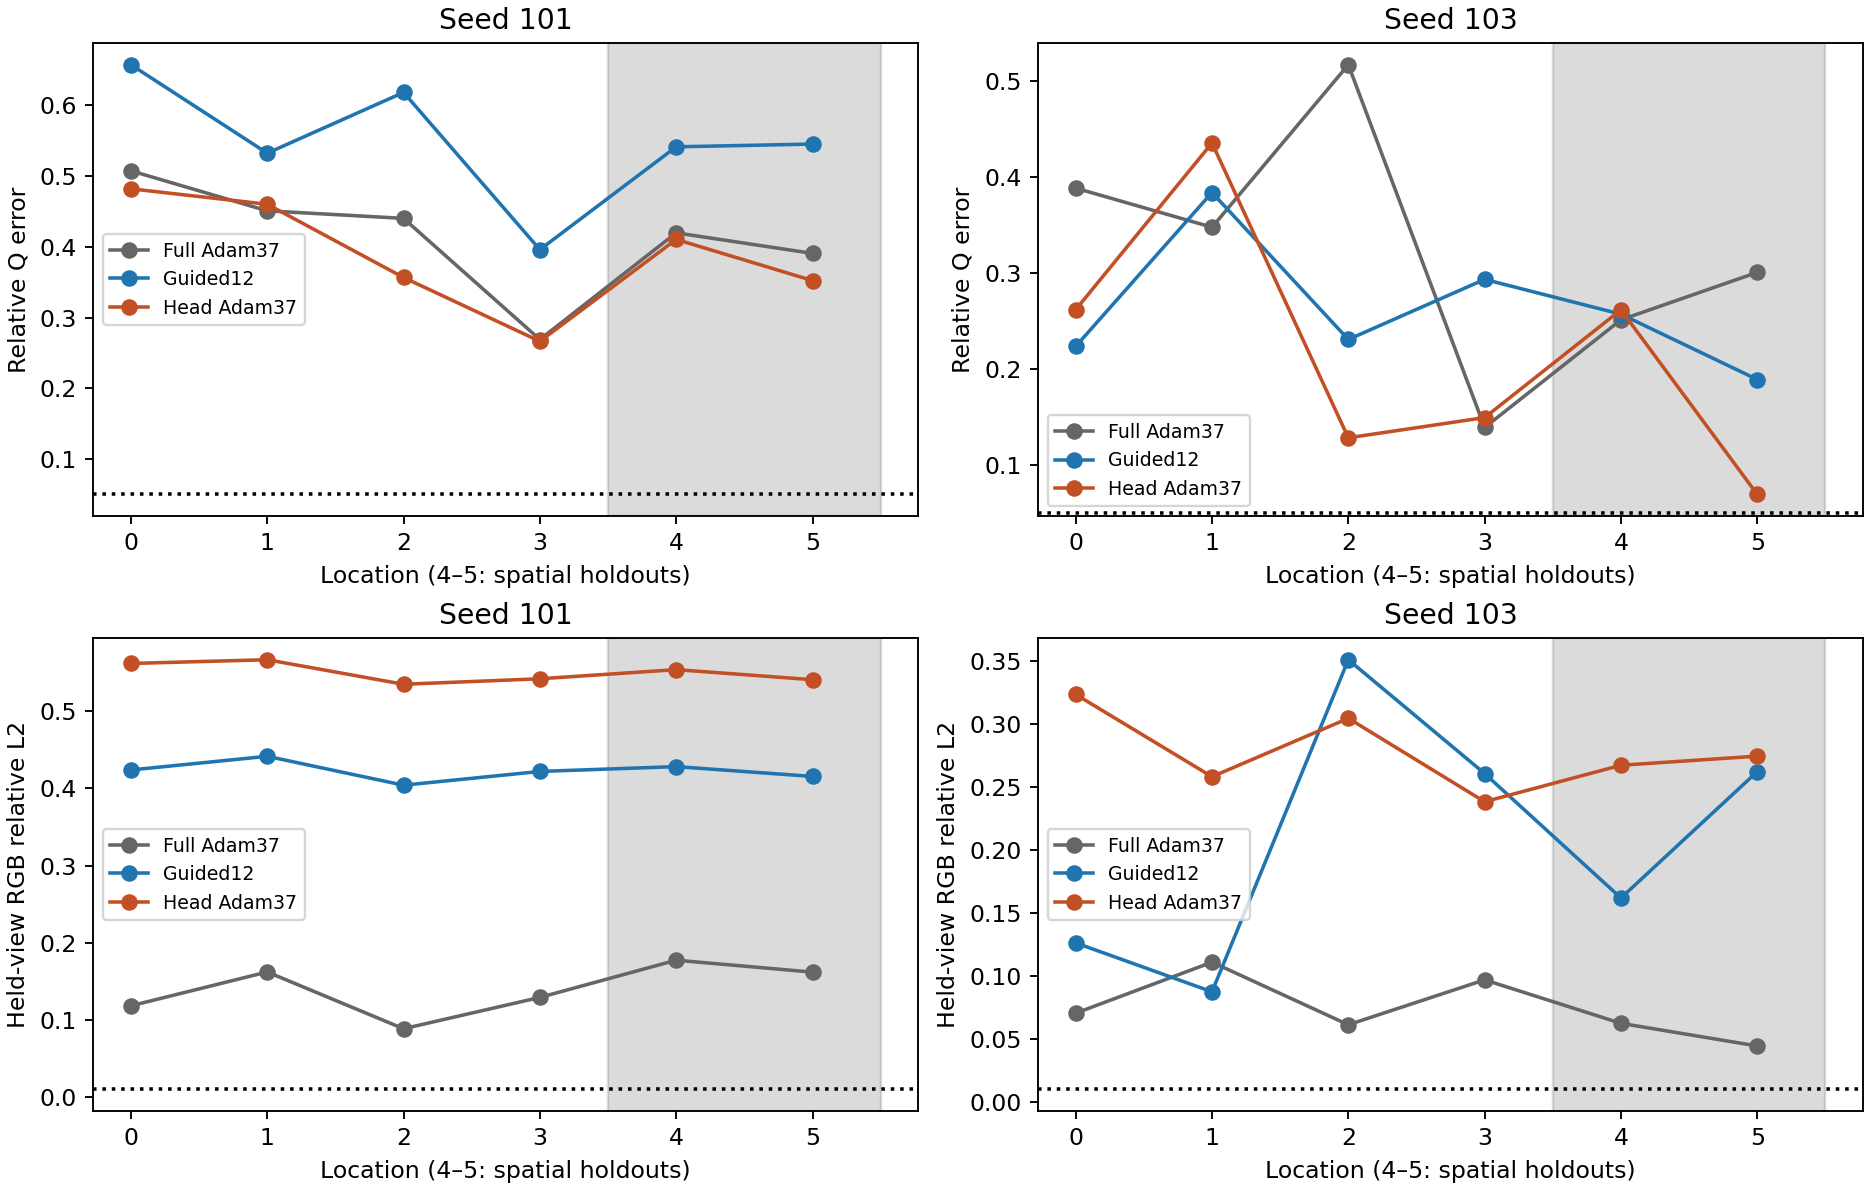 Seed 101
Relative Q error
0.6
0.5
0.4
0.3
0.2
0.1
Full Adam37
Guided12
Head Adam37
0 1 2 3 4 5
Location (4–5: spatial holdouts)
Seed 103
Relative Q error
0.5
0.4
0.3
0.2
0.1
Full Adam37
Guided12
Head Adam37
0 1 2 3 4 5
Location (4–5: spatial holdouts)
Seed 101
Held-view RGB relative L2
0.5
0.4
0.3
0.2
0.1
0.0
Full Adam37
Guided12
Head Adam37
0 1 2 3 4 5
Location (4–5: spatial holdouts)
Seed 103
Held-view RGB relative L2
0.35
0.30
0.25
0.20
0.15
0.10
0.05
0.00
Full Adam37
Guided12
Head Adam37
0 1 2 3 4 5
Location (4–5: spatial holdouts)